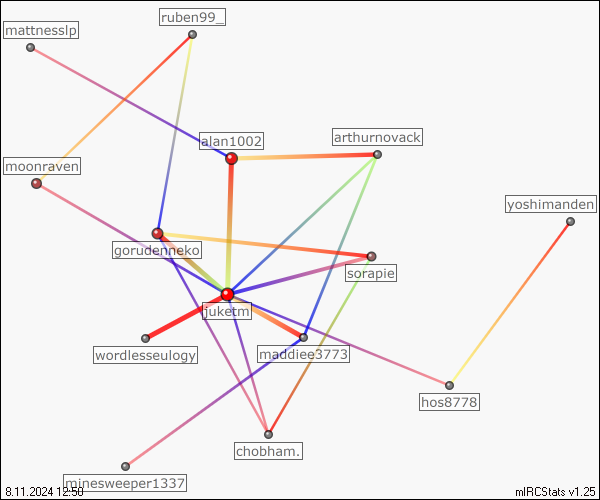 ruben99_
mattnesslp
alan1002
arthurnovack
moonraven
yoshimanden
gorudenneko
sorapie
juketm
wordlesseulogy
maddiee3773
hos8778
chobham.
minesweeper1337
8.11.2024 12:50
mIRCStats v1.25